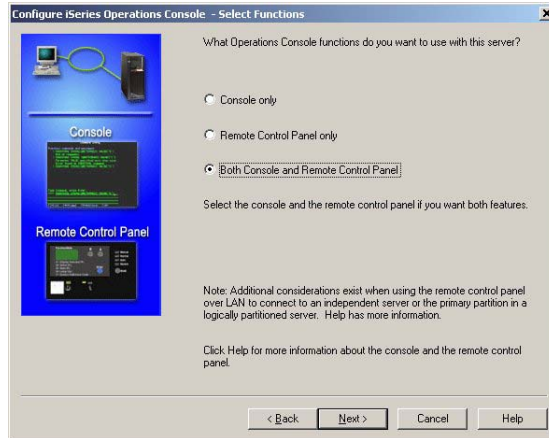 Configure iSeries Operations Console - Select Functions
What Operations Console functions do you want to use with this server?
Console only
Remote Control Panel only
Both Console and Remote Control Panel
Select the console and the remote control panel if you want both features.
Console
Remote Control Panel
Note: Additional considerations exist when using the remote control panel
over LAN to connect to an independent server or the primary partition in a
logically partitioned server. Help has more information.
Click Help for more information about the console and the remote control
panel.
< Back
Next >
Cancel
Help